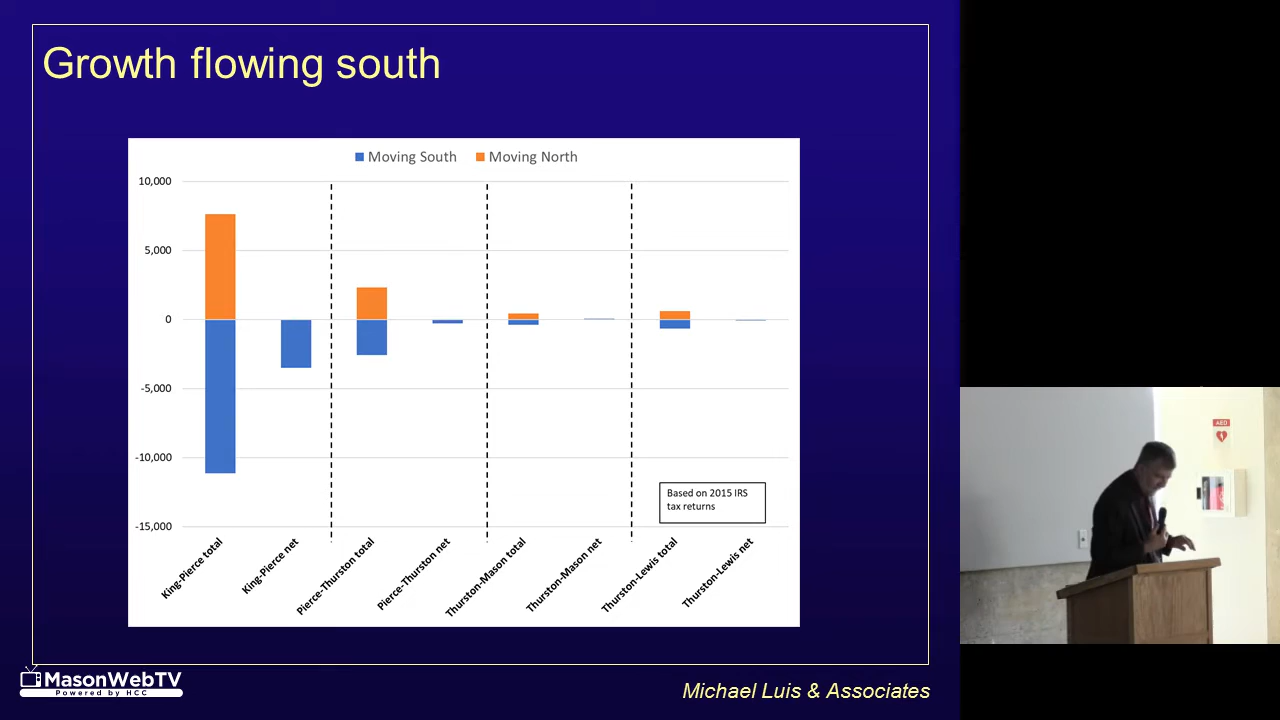 Growth flowing south
Moving South
Moving North
10,000
5,000
0
-5,000
-10,000
-15,000
Based on 2015 IRS
tax returns
King-Pierce total
King-Pierce net
Pierce-Thurston total
Pierce-Thurston net
Thurston-Mason total
Thurston-Mason net
Thurston-Lewis total
Thurston-Lewis net
AED
MasonWebTV
Powered by HCC
Michael Luis & Associates